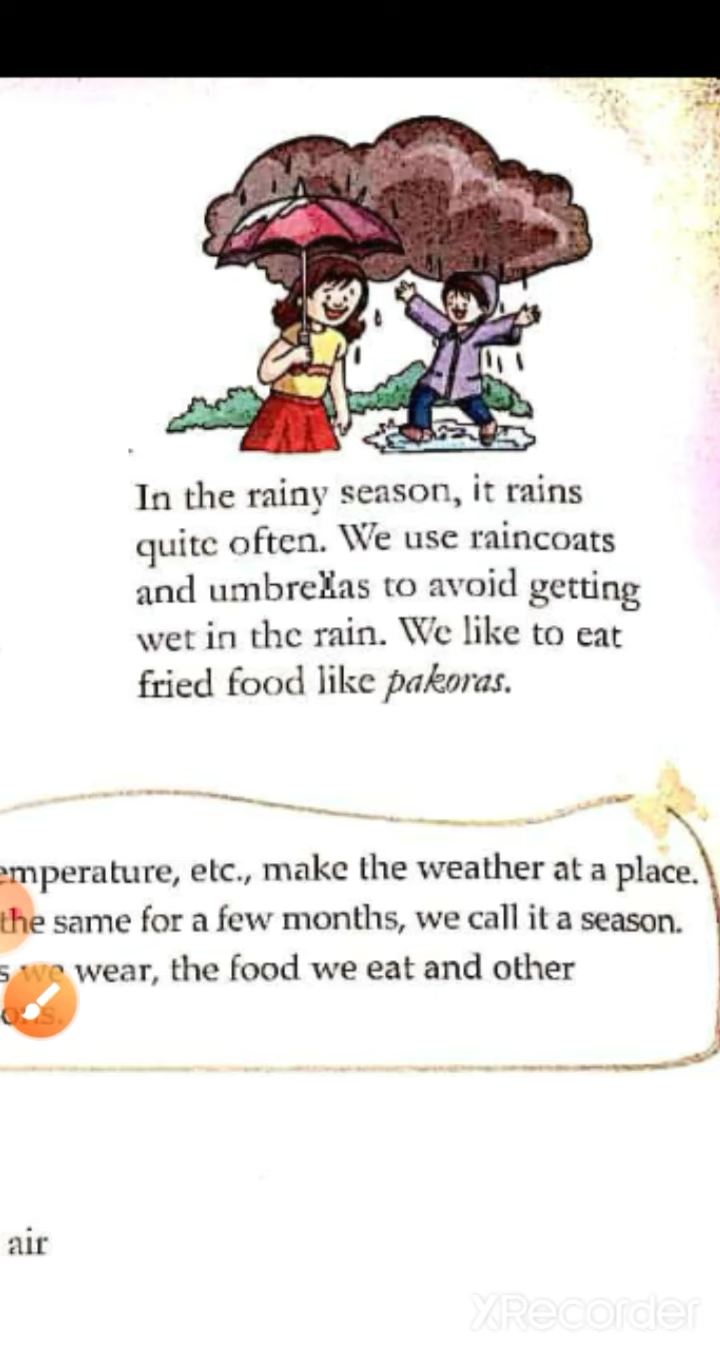 In the rainy season, it rains
quite often. We use raincoats
and umbrellas to avoid getting
wet in the rain. We like to eat
fried food like pakoras.
emperature, etc., make the weather at a place.
the same for a few months, we call it a season.
s we wear, the food we eat and other
ons.
air
XRecorder